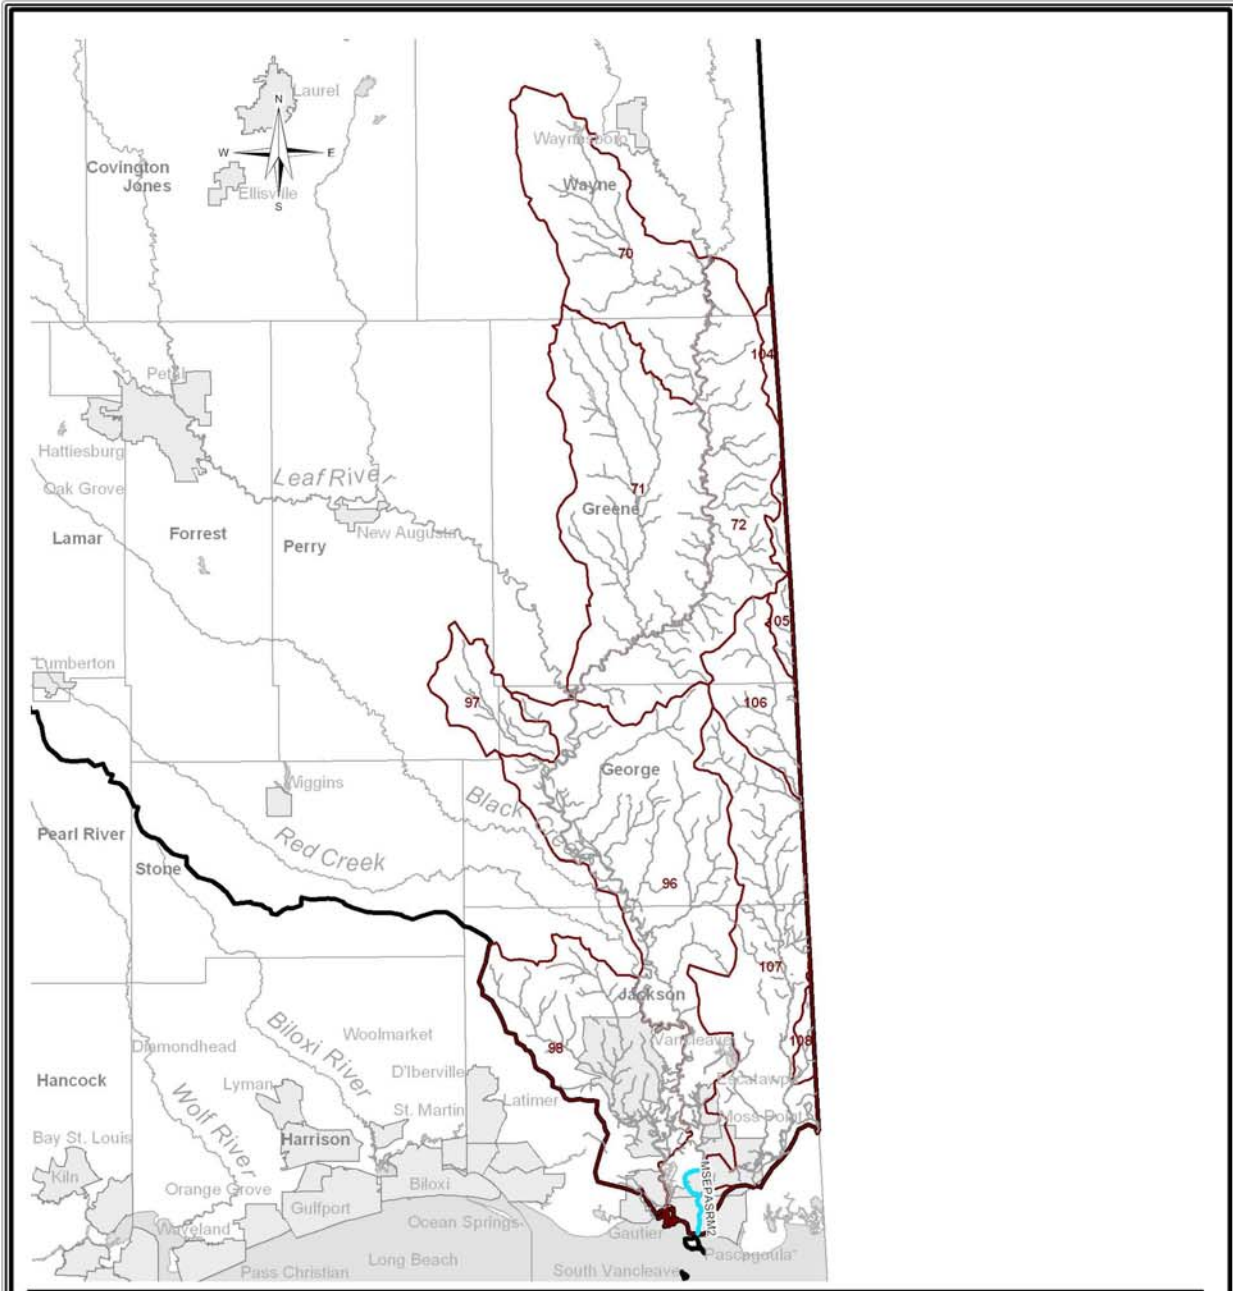 Laurel
N
Waynesboro
W
E
Covington
Jones
Wayne
Ellisville
S
70
104
Petal
Hattiesburg
Leaf River
Oak Grove
71
Greene
72
Lamar
Forrest
New Augusta
Perry
05
Lumberton
97
106
George
Wiggins
Black Creek
Pearl River
Red Creek
Stone
96
107
Jackson
Biloxi River
Woolmarket
Vancleave
108
Diamondhead
98
Hancock
D'Iberville
Escatawpa
Lyman
Latimer
Wolf River
St. Martin
Moss Point
Bay St. Louis
Harrison
Kiln
MSEPASRM2
Orange Grove
Biloxi
Gulfport
Ocean Springs
Waveland
Gautier
Long Beach
Pascagoula
Pass Christian
South Vancleave